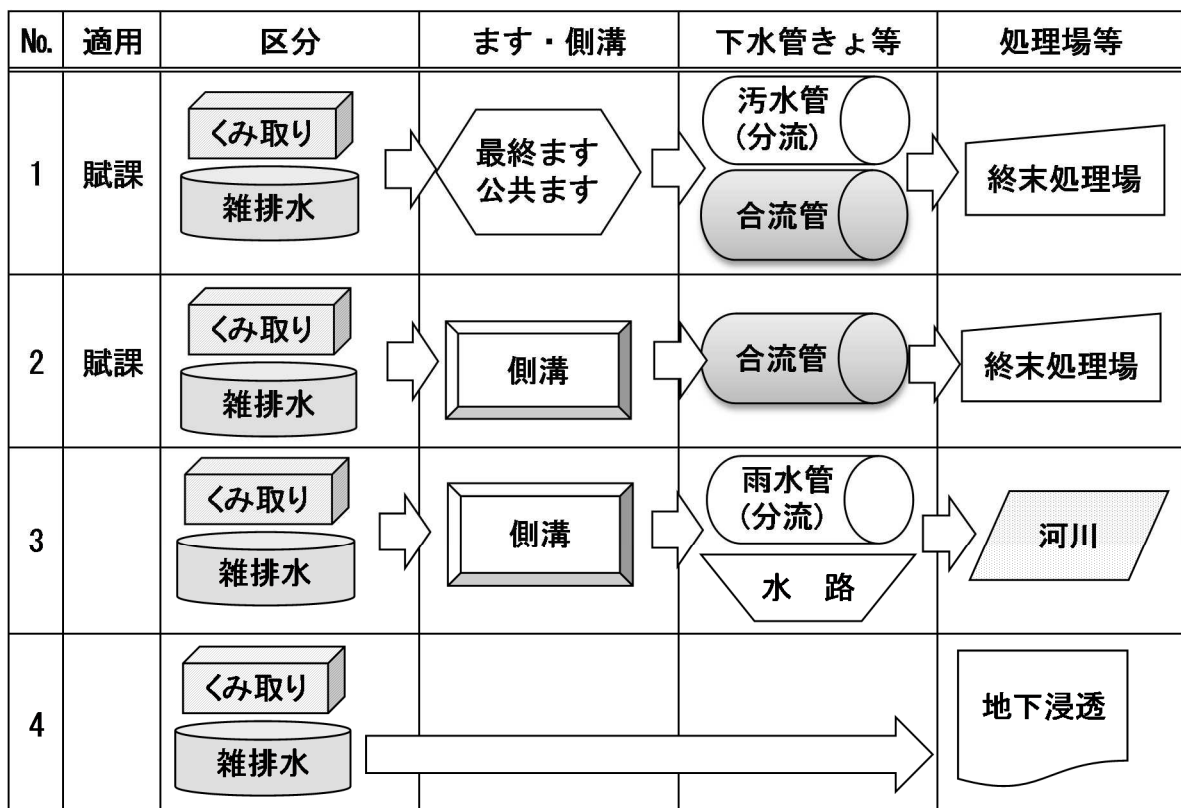 No. 適用 区分 ます・側溝 下水管きょ等 処理場等
1 賦課
くみ取り
雑排水
最終ます
公共ます
汚水管
(分流)
合流管
終末処理場
2 賦課
くみ取り
雑排水
側溝
合流管
終末処理場
3
くみ取り
雑排水
側溝
雨水管
(分流)
水 路
河川
4
くみ取り
雑排水
地下浸透